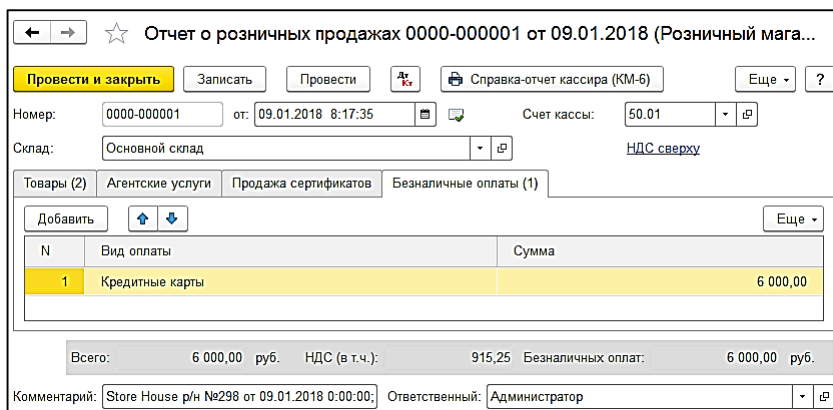 Отчет о розничных продажах 0000-000001 от 09.01.2018 (Розничный мага...
Провести и закрыть Записать Провести Дт Кт Справка-отчет кассира (КМ-6) Еще ?
Номер: 0000-000001 от: 09.01.2018 8:17:35 Счет кассы: 50.01
Склад: Основной склад НДС сверху
Товары (2) Агентские услуги Продажа сертификатов Безналичные оплаты (1)
Добавить Еще
N Вид оплаты Сумма
1 Кредитные карты 6 000,00
Всего: 6 000,00 руб. НДС (в т.ч.): 915,25 Безналичных оплат: 6 000,00 руб.
Комментарий: Store House р/н №298 от 09.01.2018 0:00:00; Ответственный: Администратор